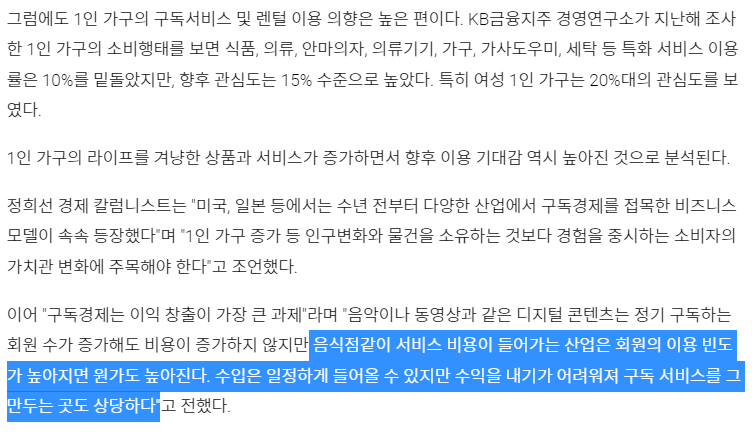 그럼에도 1인 가구의 구독서비스 및 렌털 이용 의향은 높은 편이다. KB금융지주 경영연구소가 지난해 조사
한 1인 가구의 소비행태를 보면 식품, 의류, 안마의자, 의류기기, 가구, 가사도우미, 세탁 등 특화 서비스 이용
률은 10%를 밑돌았지만, 향후 관심도는 15% 수준으로 높았다. 특히 여성 1인 가구는 20%대의 관심도를 보
였다.
1인 가구의 라이프를 겨냥한 상품과 서비스가 증가하면서 향후 이용 기대감 역시 높아진 것으로 분석된다.
정희선 경제 칼럼니스트는 "미국, 일본 등에서는 수년 전부터 다양한 산업에서 구독경제를 접목한 비즈니스
모델이 속속 등장했다"며 "1인 가구 증가 등 인구변화와 물건을 소유하는 것보다 경험을 중시하는 소비자의
가치관 변화에 주목해야 한다"고 조언했다.
이어 "구독경제는 이익 창출이 가장 큰 과제"라며 "음악이나 동영상과 같은 디지털 콘텐츠는 정기 구독하는
회원 수가 증가해도 비용이 증가하지 않지만 음식점같이 서비스 비용이 들어가는 산업은 회원의 이용 빈도
가 높아지면 원가도 높아진다. 수입은 일정하게 들어올 수 있지만 수익을 내기가 어려워져 구독 서비스를 그
만두는 곳도 상당하다"고 전했다.